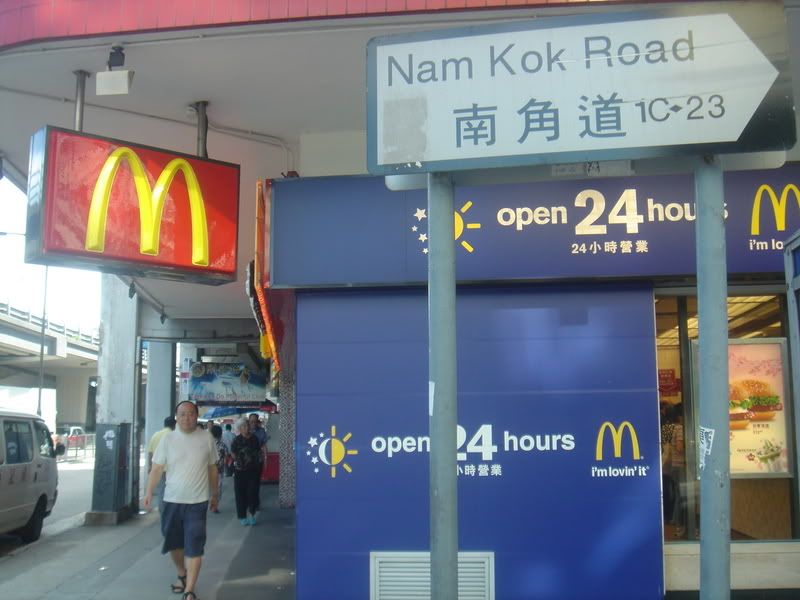 Nam Kok Road
南角道 1C-23
open 24 hours
24小時營業
i'm lo
open 24 hours
小時營業
i'm lovin' it